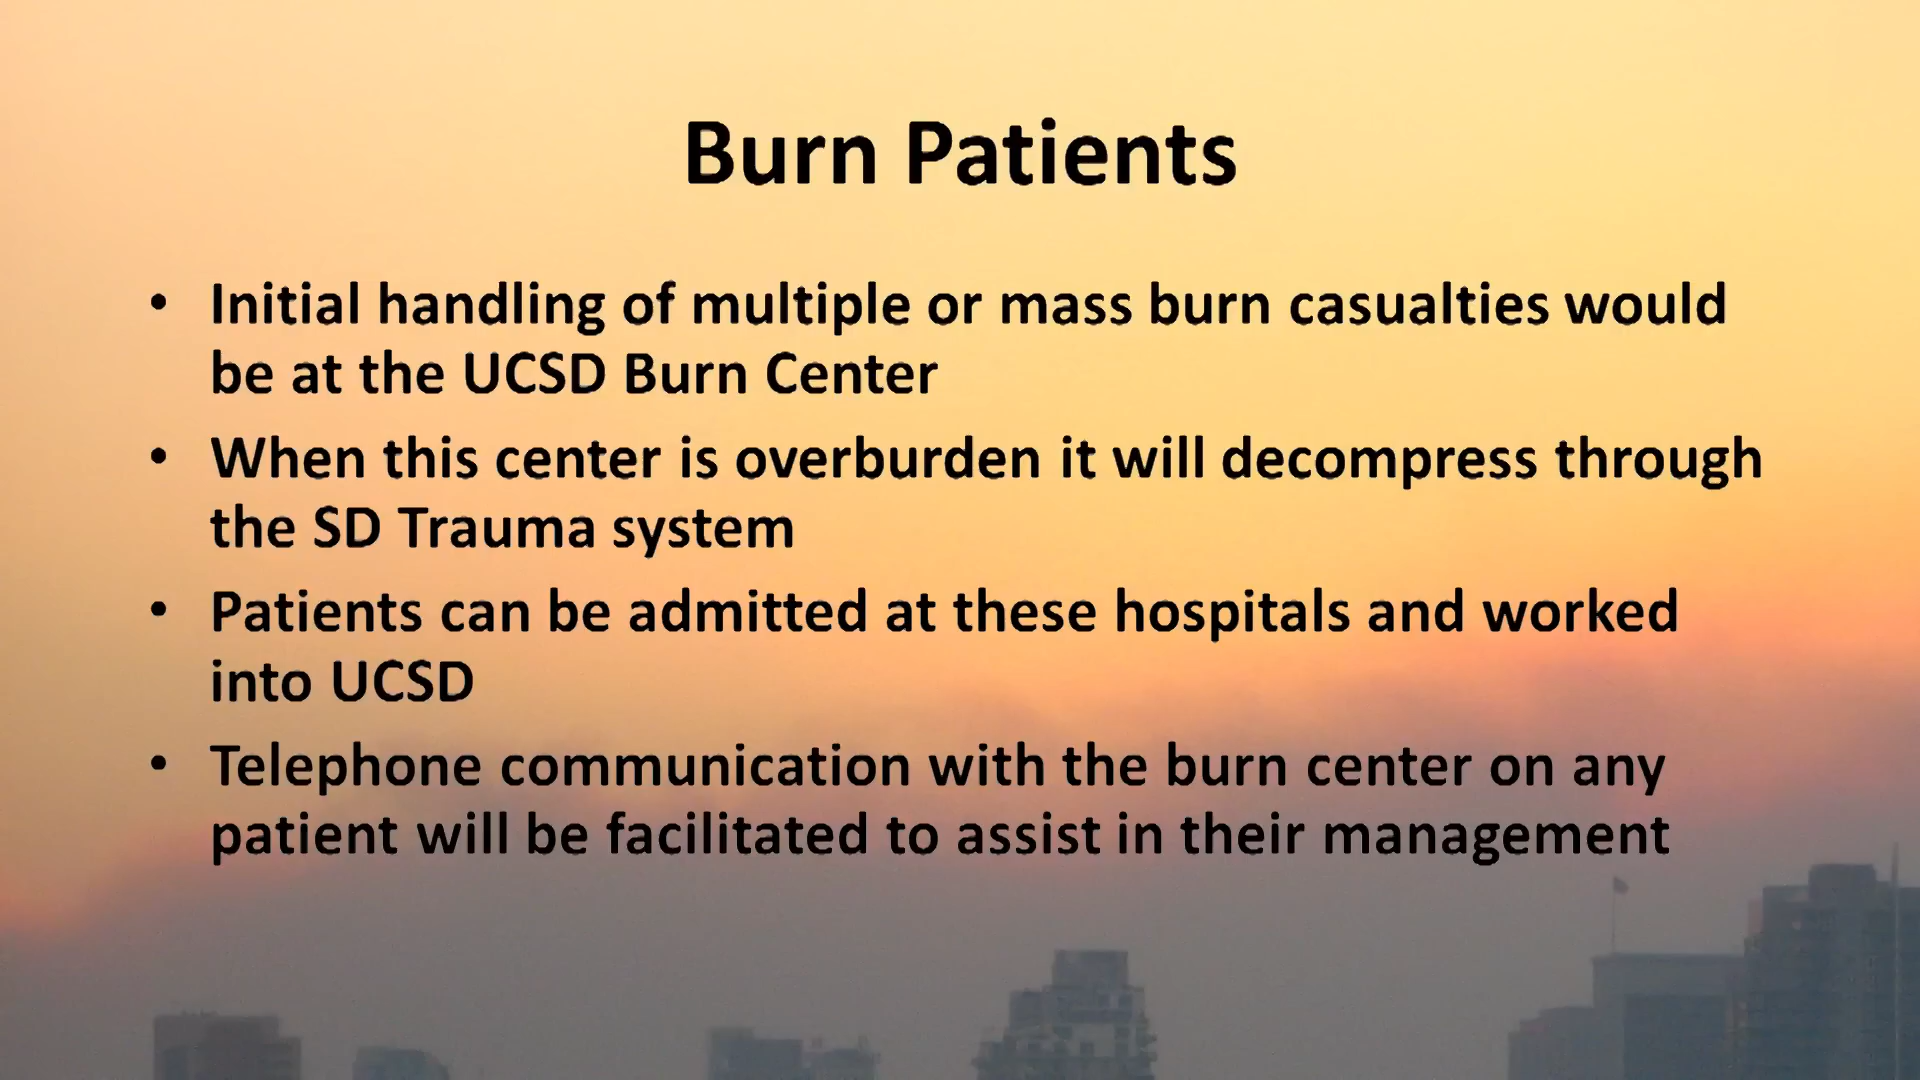 Burn Patients
• Initial handling of multiple or mass burn casualties would
be at the UCSD Burn Center
• When this center is overburden it will decompress through
the SD Trauma system
• Patients can be admitted at these hospitals and worked
into UCSD
• Telephone communication with the burn center on any
patient will be facilitated to assist in their management